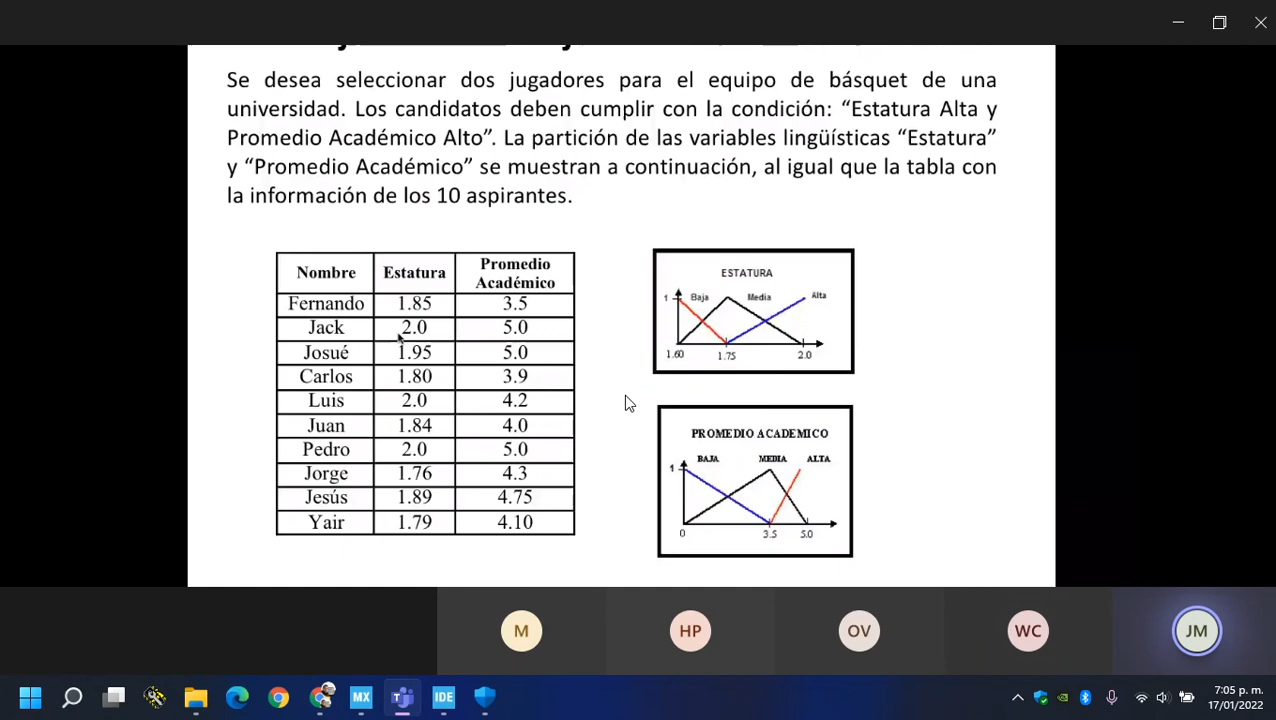 Se desea seleccionar dos jugadores para el equipo de básquet de una
universidad. Los candidatos deben cumplir con la condición: “Estatura Alta y
Promedio Académico Alto”. La partición de las variables lingüísticas “Estatura”
y “Promedio Académico” se muestran a continuación, al igual que la tabla con
la información de los 10 aspirantes.
Nombre Estatura Promedio Académico
Fernando 1.85 3.5
Jack 2.0 5.0
Josué 1.95 5.0
Carlos 1.80 3.9
Luis 2.0 4.2
Juan 1.84 4.0
Pedro 2.0 5.0
Jorge 1.76 4.3
Jesús 1.89 4.75
Yair 1.79 4.10
ESTATURA
1 Baja Media Alta
1.60 1.75 2.0
PROMEDIO ACADEMICO
BAJA MEDIA ALTA
1
0 3.5 5.0
M HP OV WC JM
MX IDE
7:05 p. m.
17/01/2022